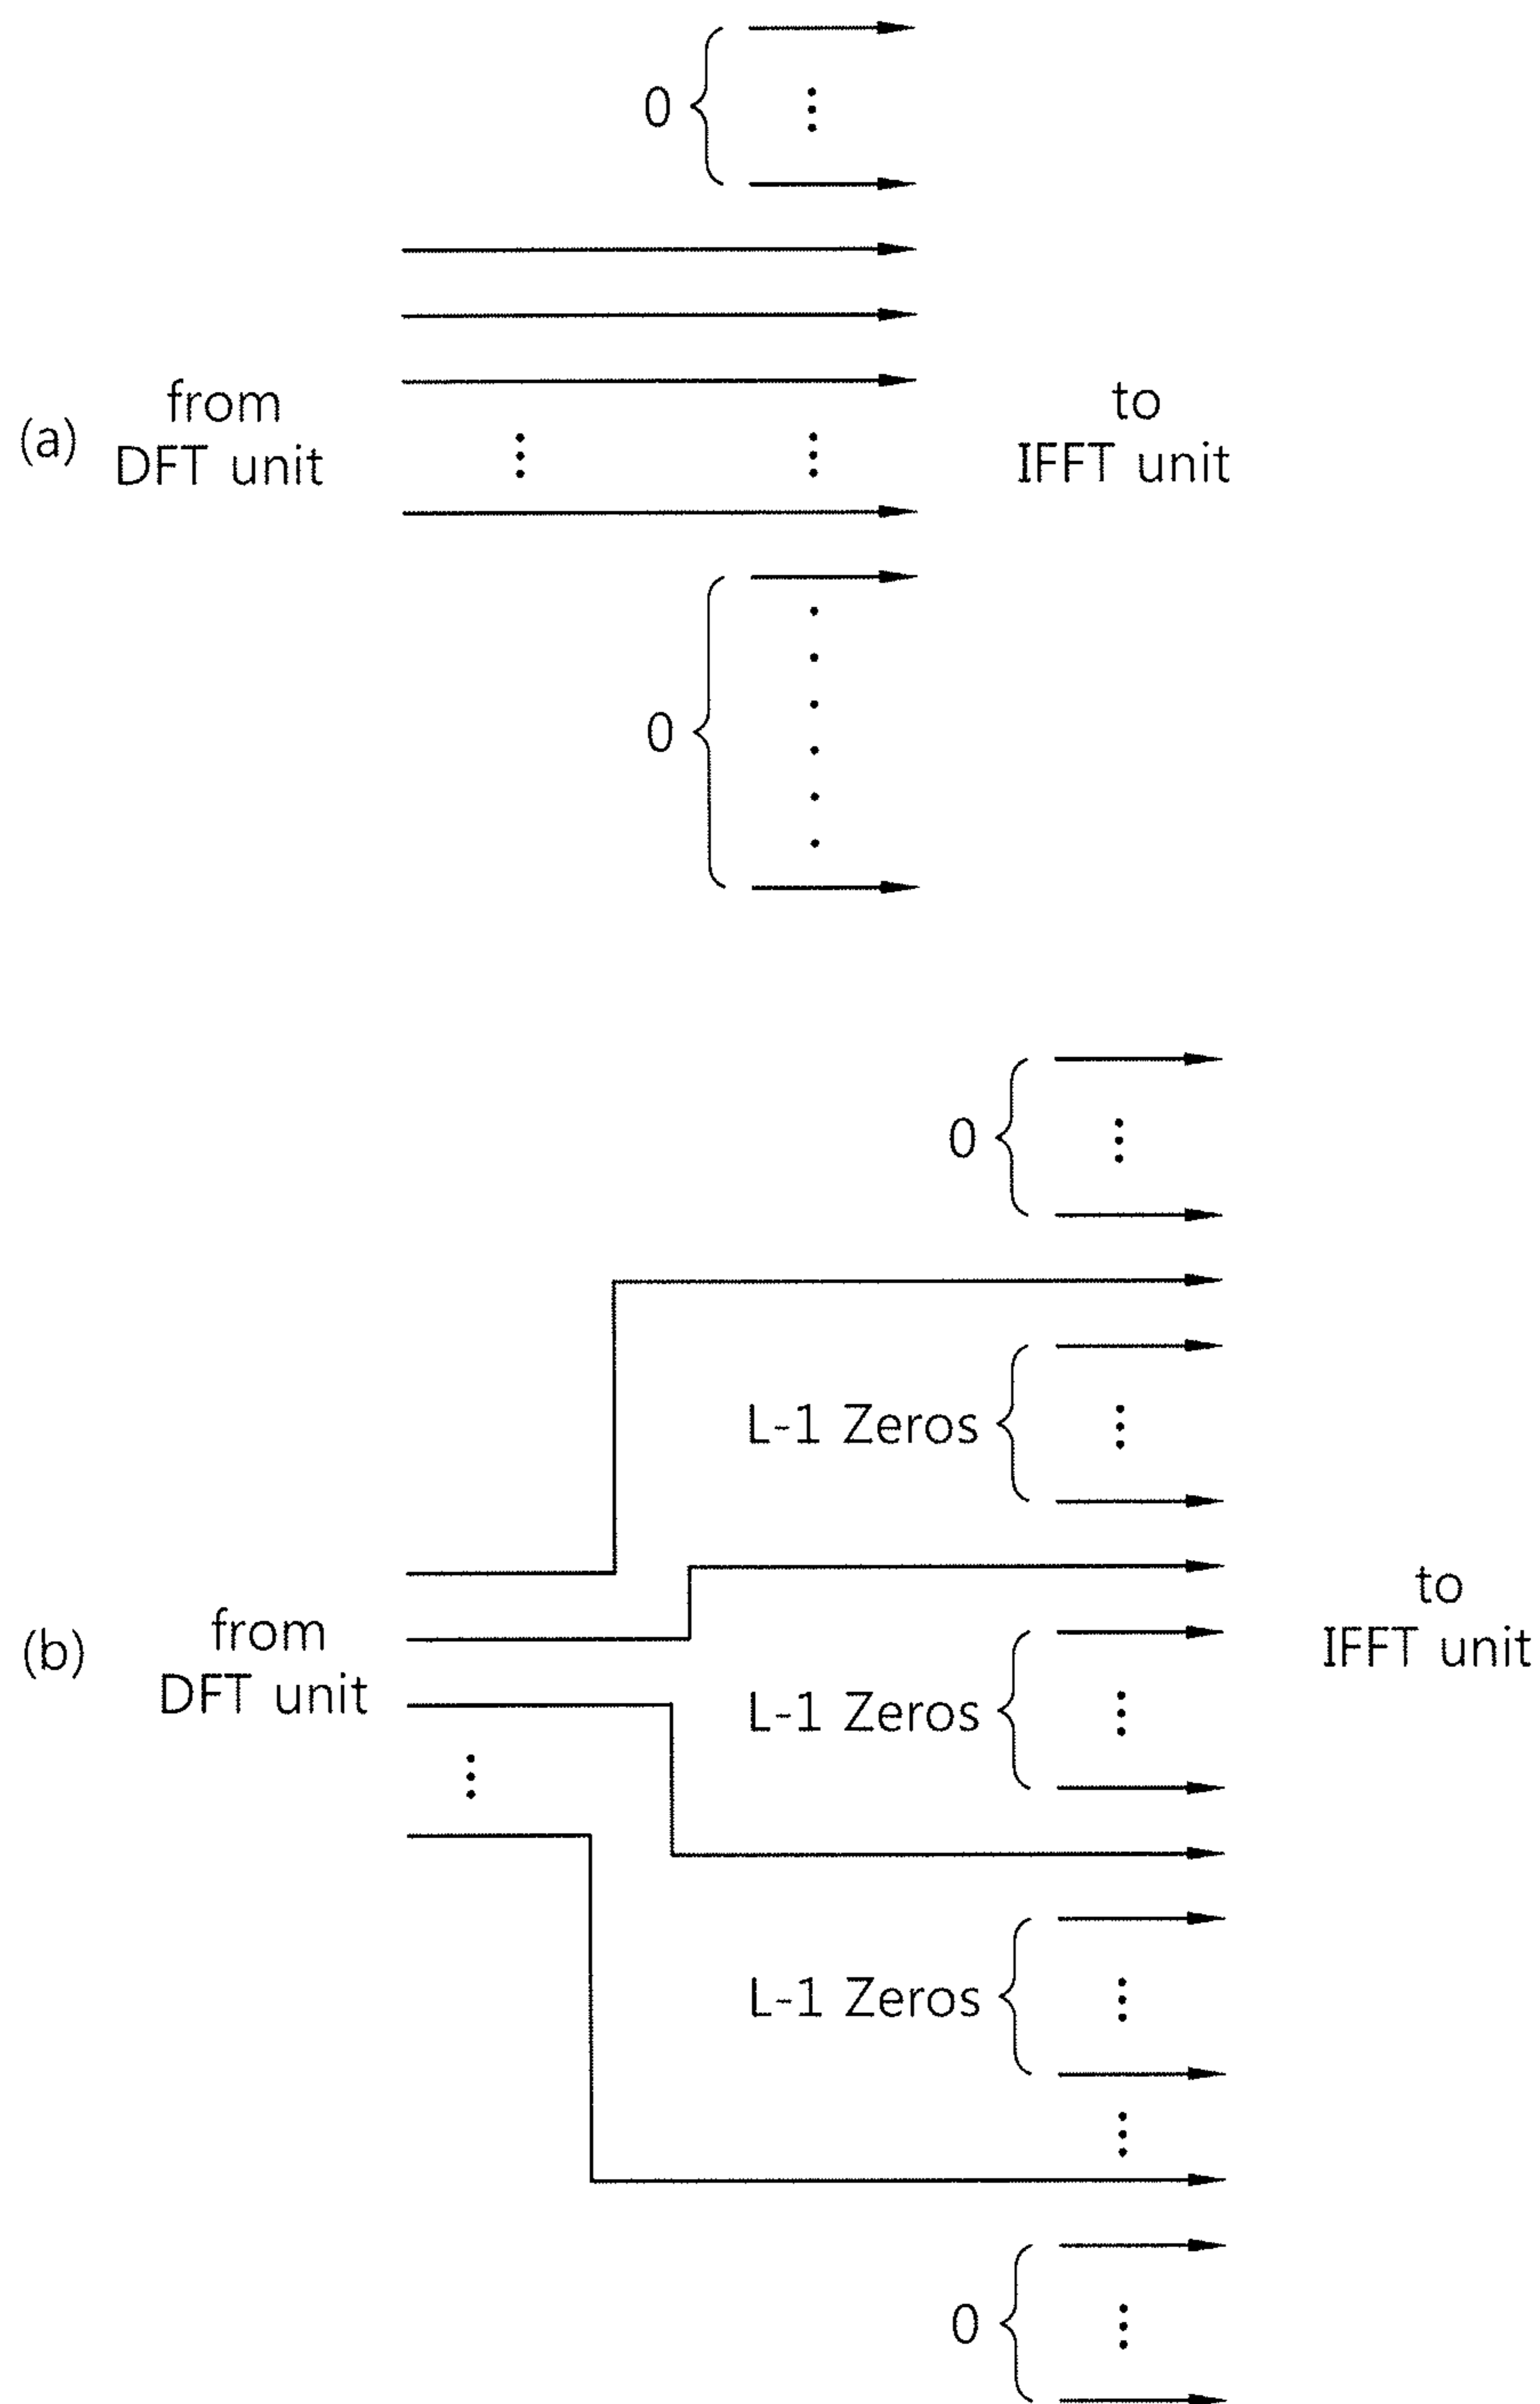 0
(a)
from
DFT unit
to
IFFT unit
0
0
L-1 Zeros
(b)
from
DFT unit
to
IFFT unit
L-1 Zeros
L-1 Zeros
0